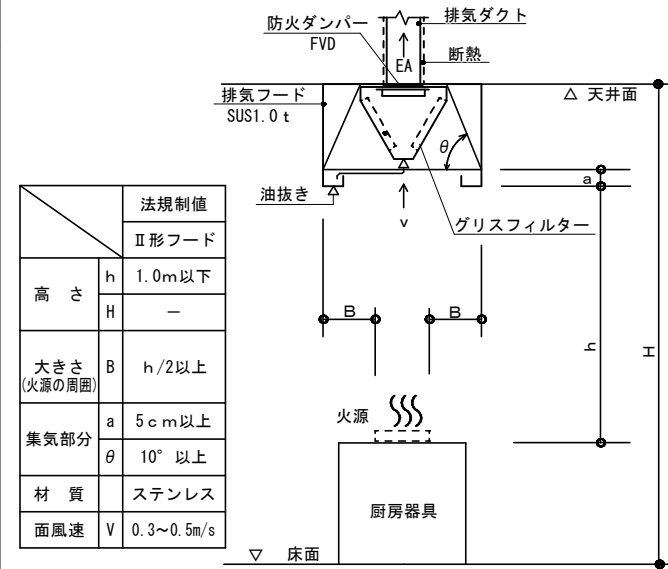 防火ダンパー
FVD
排気ダクト
EA
断熱
排気フード
SUS1.0t
△ 天井面
θ
a
油抜き
v
グリスフィルター
法規制値
Ⅱ形フード
高 さ
h
1.0m以下
H
－
大きさ
(火源の周囲)
B
h/2以上
集気部分
a
5cm以上
θ
10°以上
材 質
ステンレス
面風速
V
0.3~0.5m/s
B
B
h
H
火源
厨房器具
▽ 床面